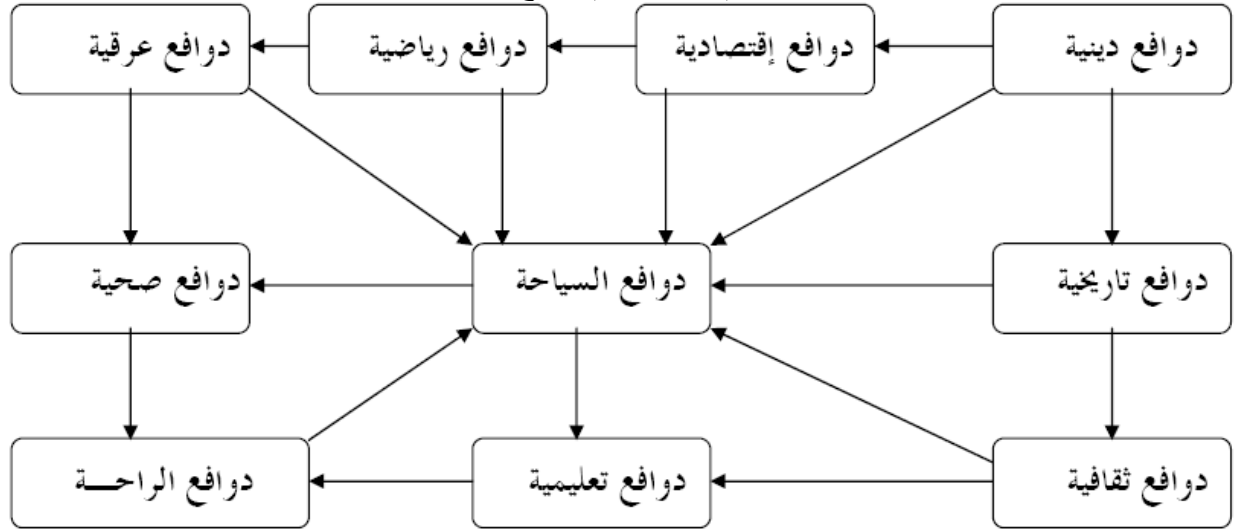 دوافع دينية
دوافع إقتصادية
دوافع رياضية
دوافع عرقية
دوافع تاريخية
دوافع السياحة
دوافع صحية
دوافع ثقافية
دوافع تعليمية
دوافع الراحـــة